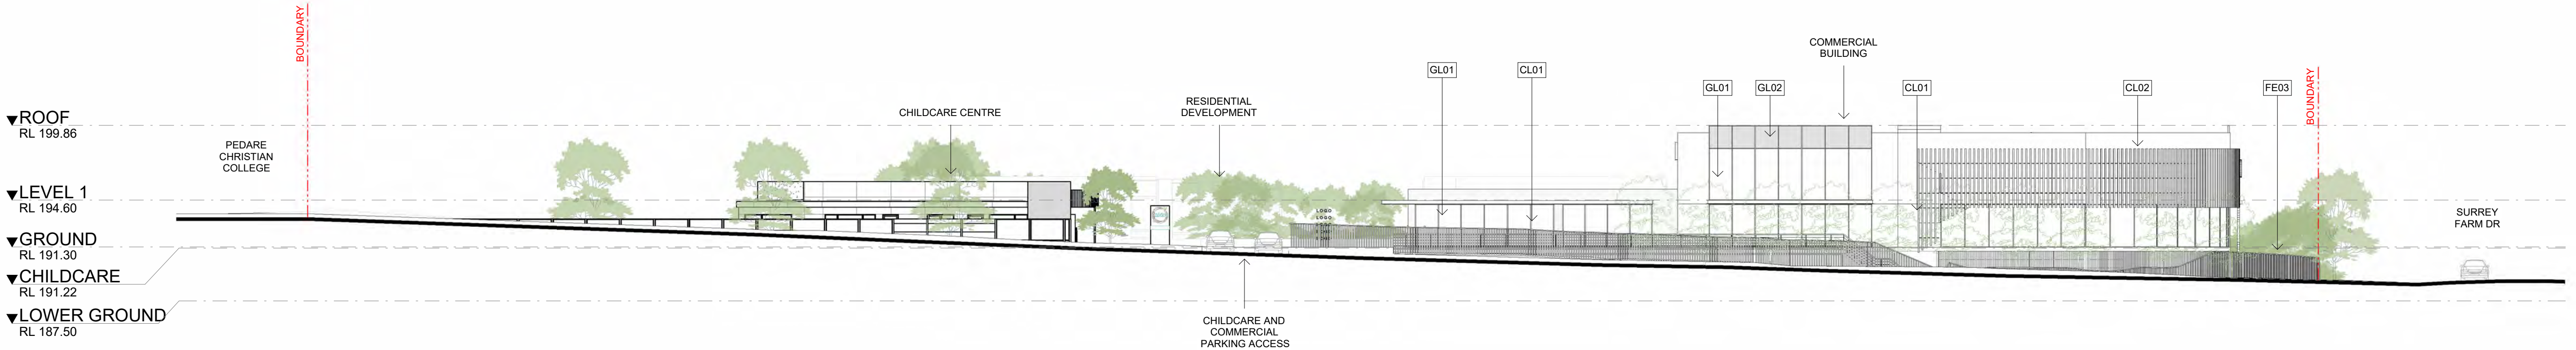 BOUNDARY
COMMERCIAL
BUILDING
GL01
CL01
GL01
GL02
CL01
CL02
FE03
BOUNDARY
RESIDENTIAL
DEVELOPMENT
CHILDCARE CENTRE
ROOF
RL 199.86
PEDARE
CHRISTIAN
COLLEGE
LEVEL 1
RL 194.60
LOGO
LOGO
SURREY
FARM DR
GROUND
RL 191.30
CHILDCARE
RL 191.22
LOWER GROUND
RL 187.50
CHILDCARE AND
COMMERCIAL
PARKING ACCESS